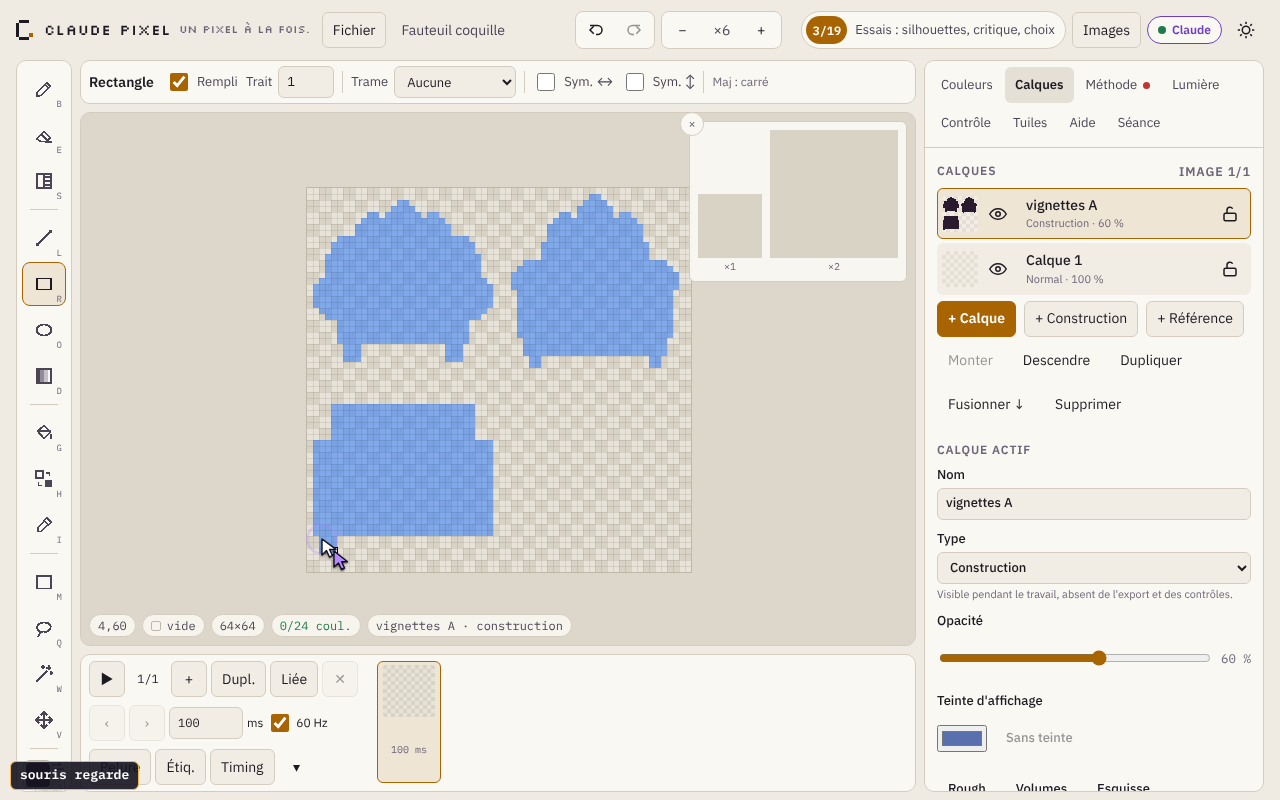 CLAUDE PIXEL UN PIXEL À LA FOIS. Fichier Fauteuil coquille − ×6 + 3/19 Essais : silhouettes, critique, choix Images Claude
Rectangle Rempli Trait 1 Trame Aucune Sym. ↔ Sym. ↕ Maj : carré
B
E
S
L
R
O
D
G
H
I
M
Q
W
V
×
×1 ×2
4,60 vide 64×64 0/24 coul. vignettes A · construction
1/1 + Dupl. Liée ✕
‹ › 100 ms 60 Hz
Étiq. Timing ▼
100 ms
souris regarde
Couleurs Calques Méthode Lumière
Contrôle Tuiles Aide Séance
CALQUES IMAGE 1/1
vignettes A
Construction · 60 %
Calque 1
Normal · 100 %
+ Calque + Construction + Référence
Monter Descendre Dupliquer
Fusionner ↓ Supprimer
CALQUE ACTIF
Nom
vignettes A
Type
Construction
Visible pendant le travail, absent de l'export et des contrôles.
Opacité
60 %
Teinte d'affichage
Sans teinte
Rough Volumes Esquisse